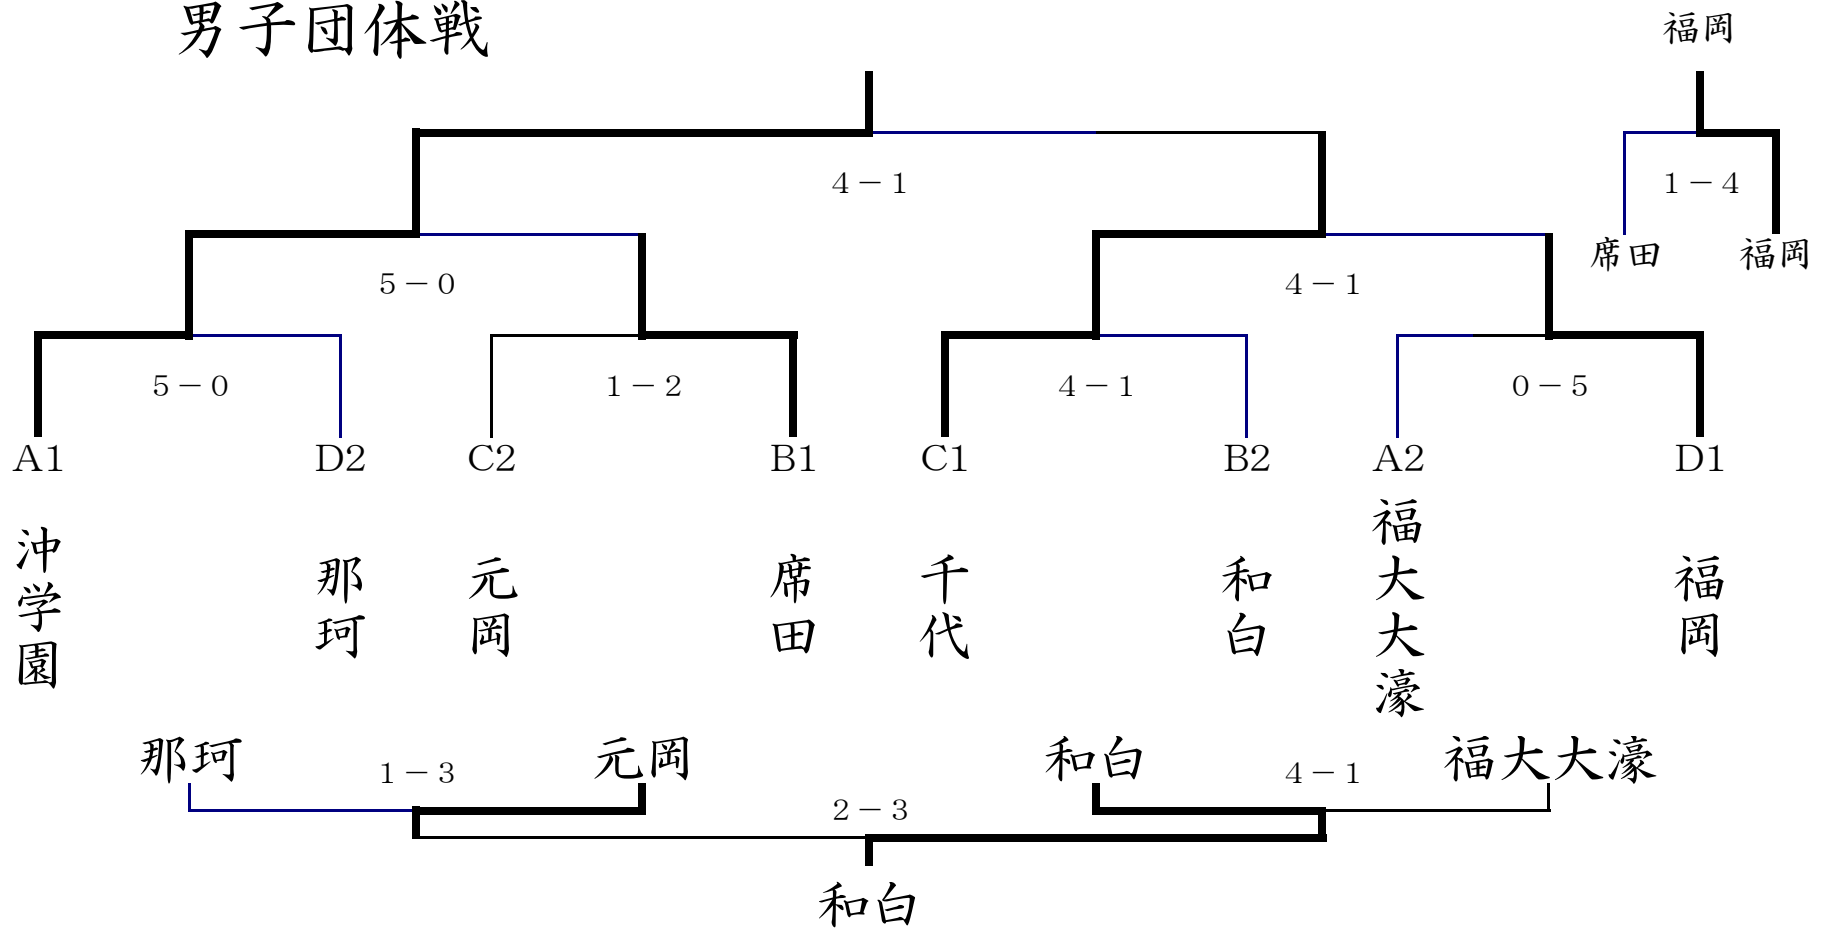 男子団体戦
福岡
4－1
1－4
席田
福岡
5－0
4－1
5－0
1－2
4－1
0－5
A1
D2
C2
B1
C1
B2
A2
D1
沖学園
那珂
元岡
席田
千代
和白
福大大濠
福岡
那珂
1－3
元岡
和白
4－1
福大大濠
2－3
和白